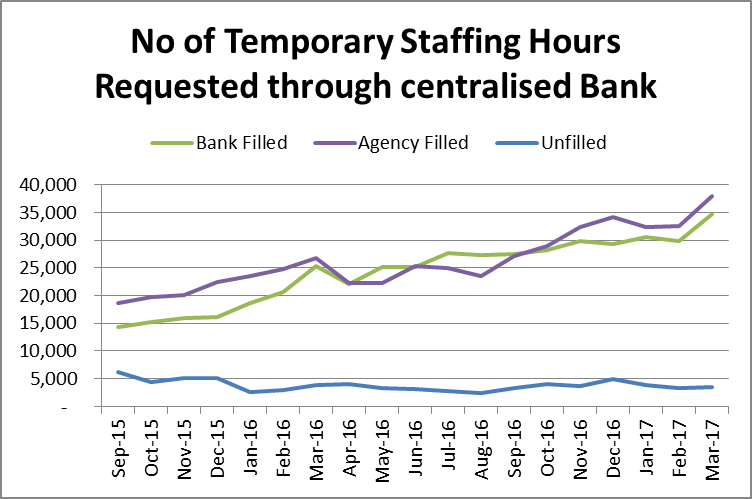 No of Temporary Staffing Hours
Requested through centralised Bank
Bank Filled Agency Filled Unfilled
40,000
35,000
30,000
25,000
20,000
15,000
10,000
5,000
-
Sep-15 Oct-15 Nov-15 Dec-15 Jan-16 Feb-16 Mar-16 Apr-16 May-16 Jun-16 Jul-16 Aug-16 Sep-16 Oct-16 Nov-16 Dec-16 Jan-17 Feb-17 Mar-17